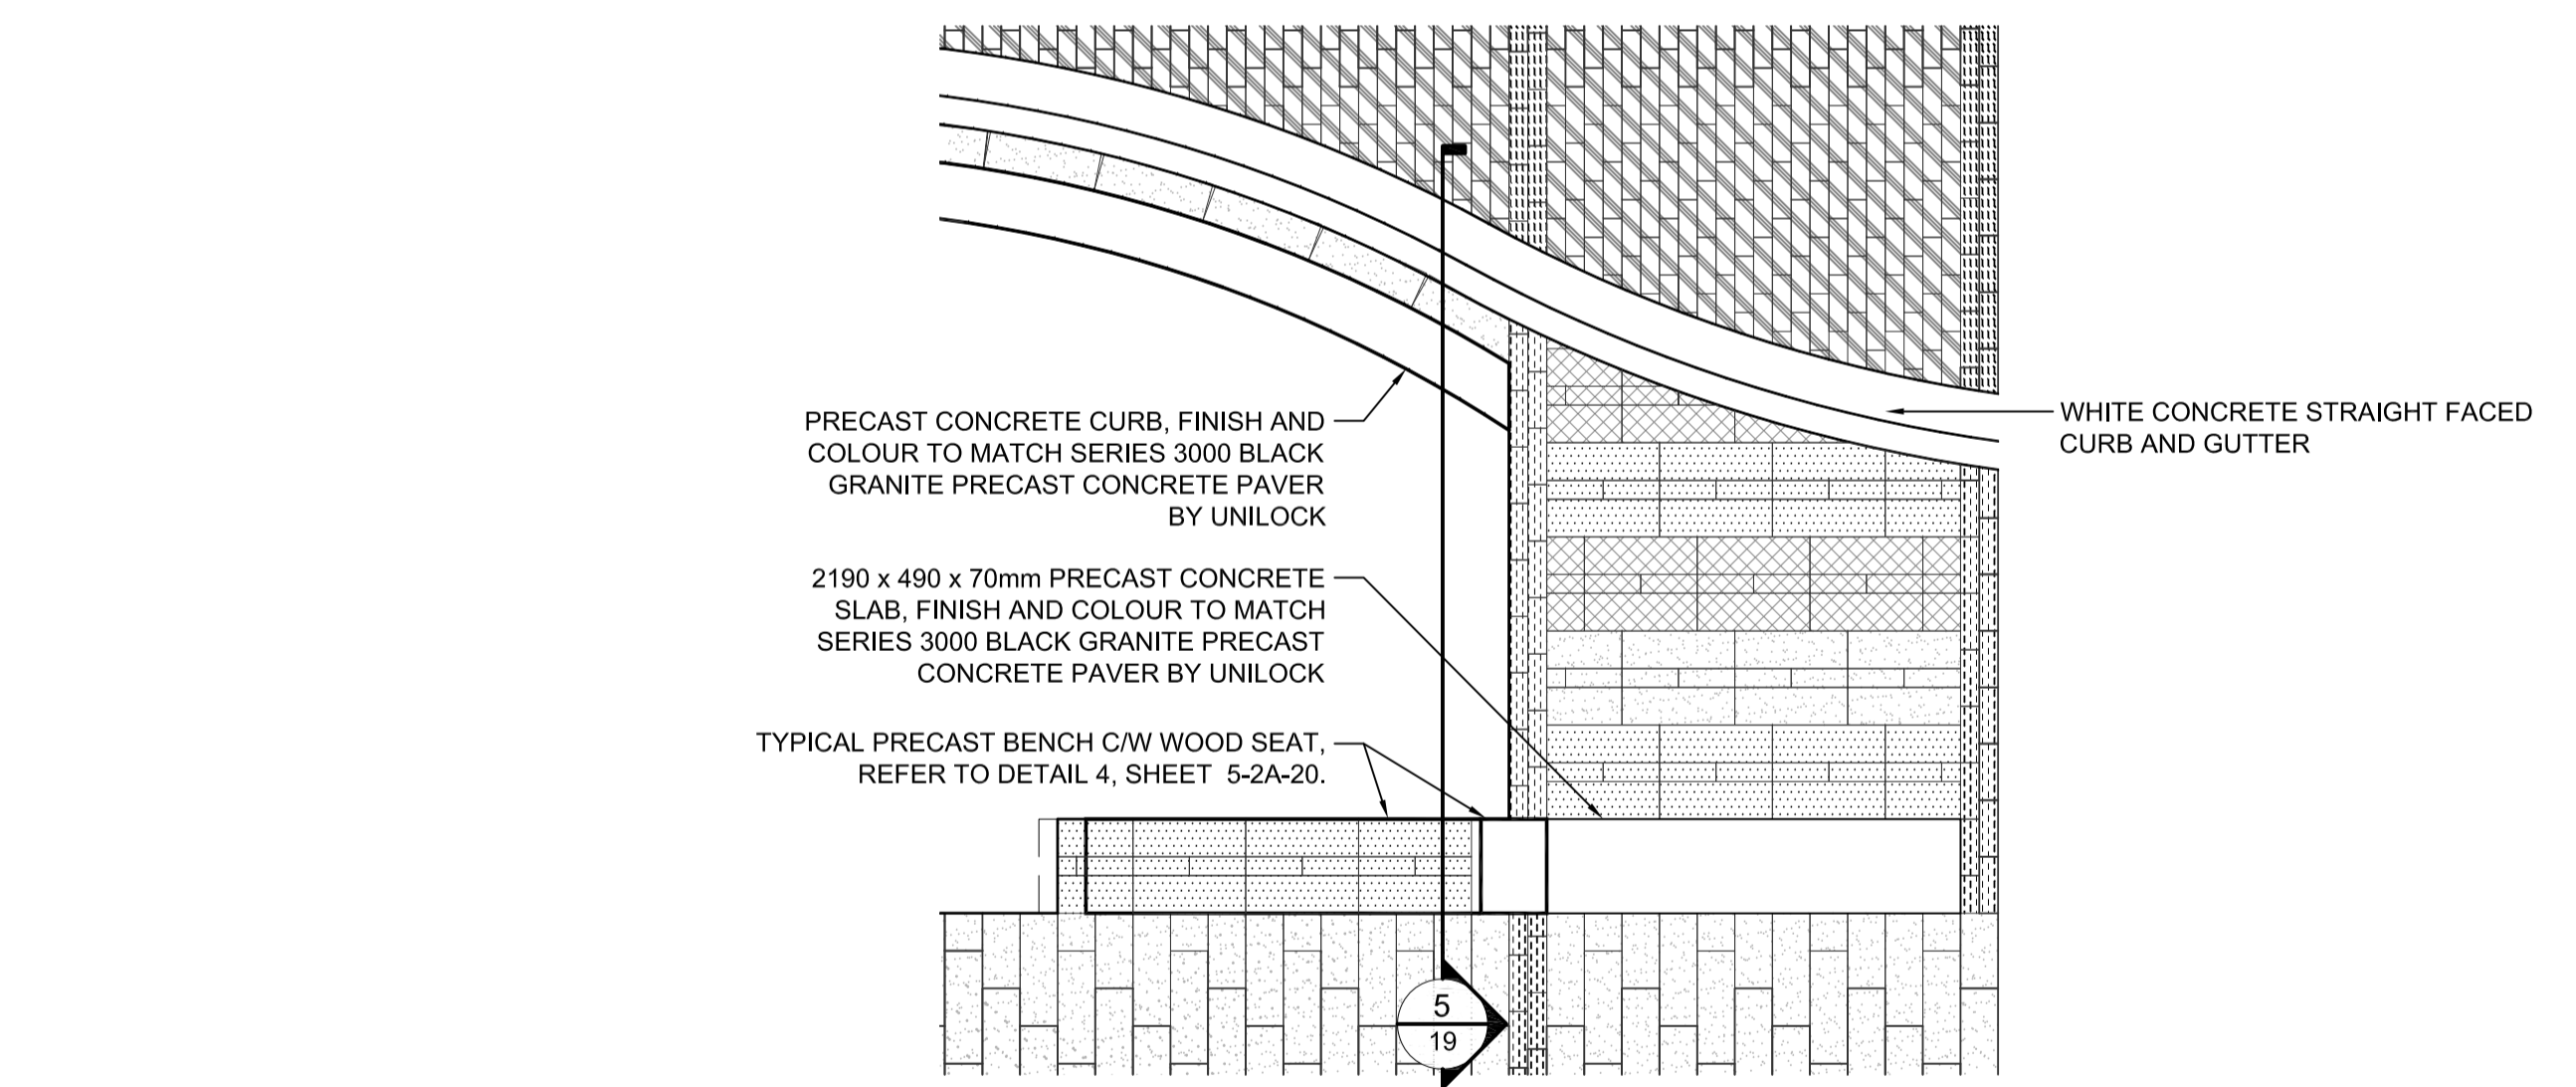 PRECAST CONCRETE CURB, FINISH AND
COLOUR TO MATCH SERIES 3000 BLACK
GRANITE PRECAST CONCRETE PAVER
BY UNILOCK
2190 x 490 x 70mm PRECAST CONCRETE
SLAB, FINISH AND COLOUR TO MATCH
SERIES 3000 BLACK GRANITE PRECAST
CONCRETE PAVER BY UNILOCK
TYPICAL PRECAST BENCH C/W WOOD SEAT,
REFER TO DETAIL 4, SHEET 5-2A-20.
WHITE CONCRETE STRAIGHT FACED
CURB AND GUTTER
5
19